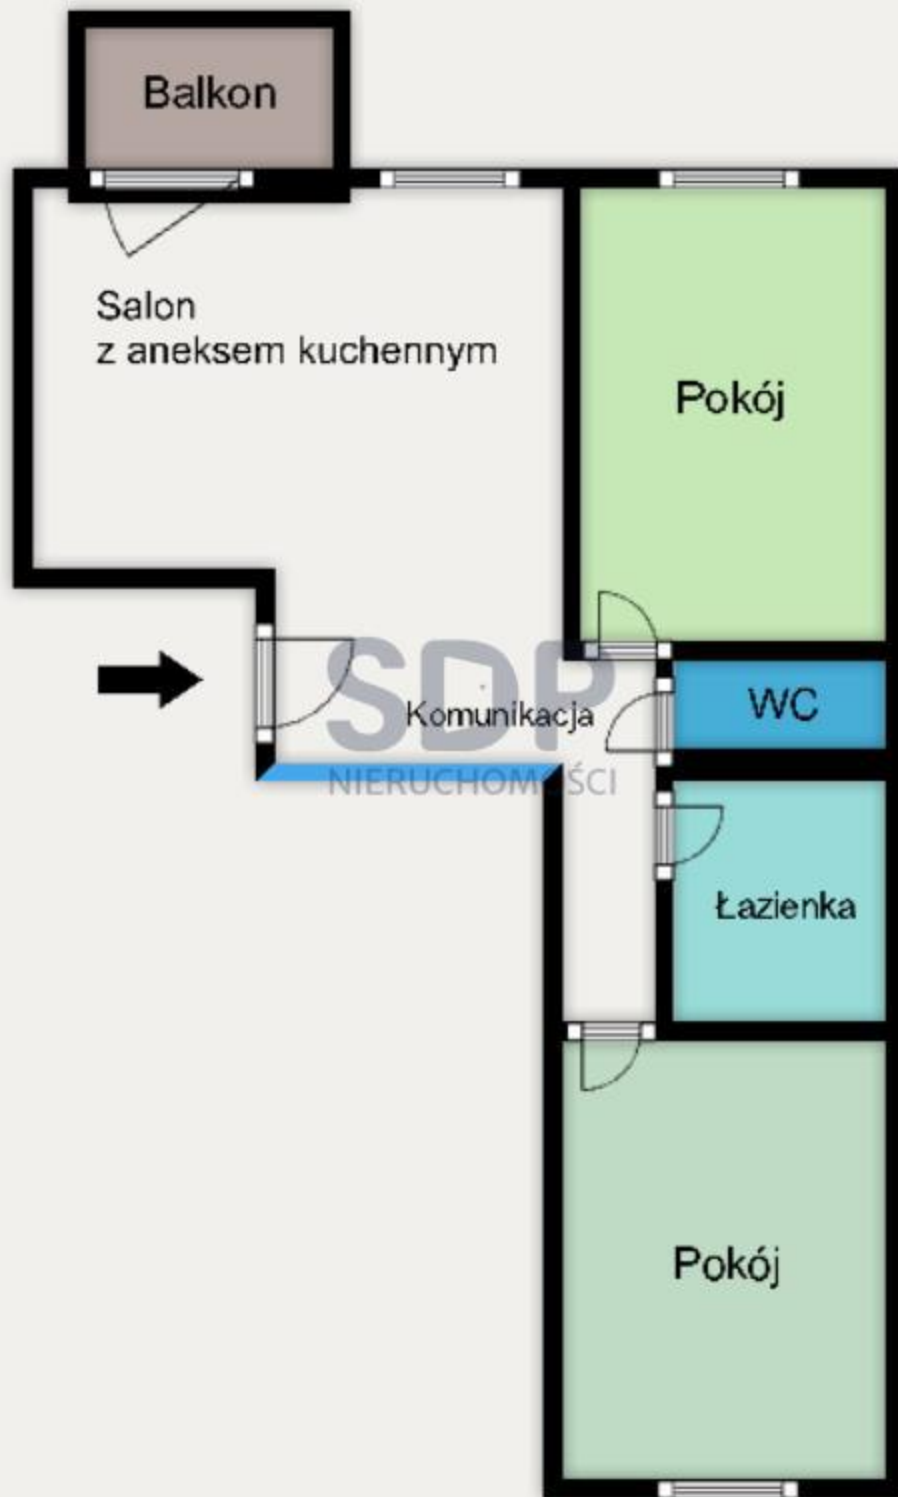 Balkon
Salon
z aneksem kuchennym
Pokój
SDP
Komunikacja
WC
NIERUCHOMOŚCI
Łazienka
Pokój